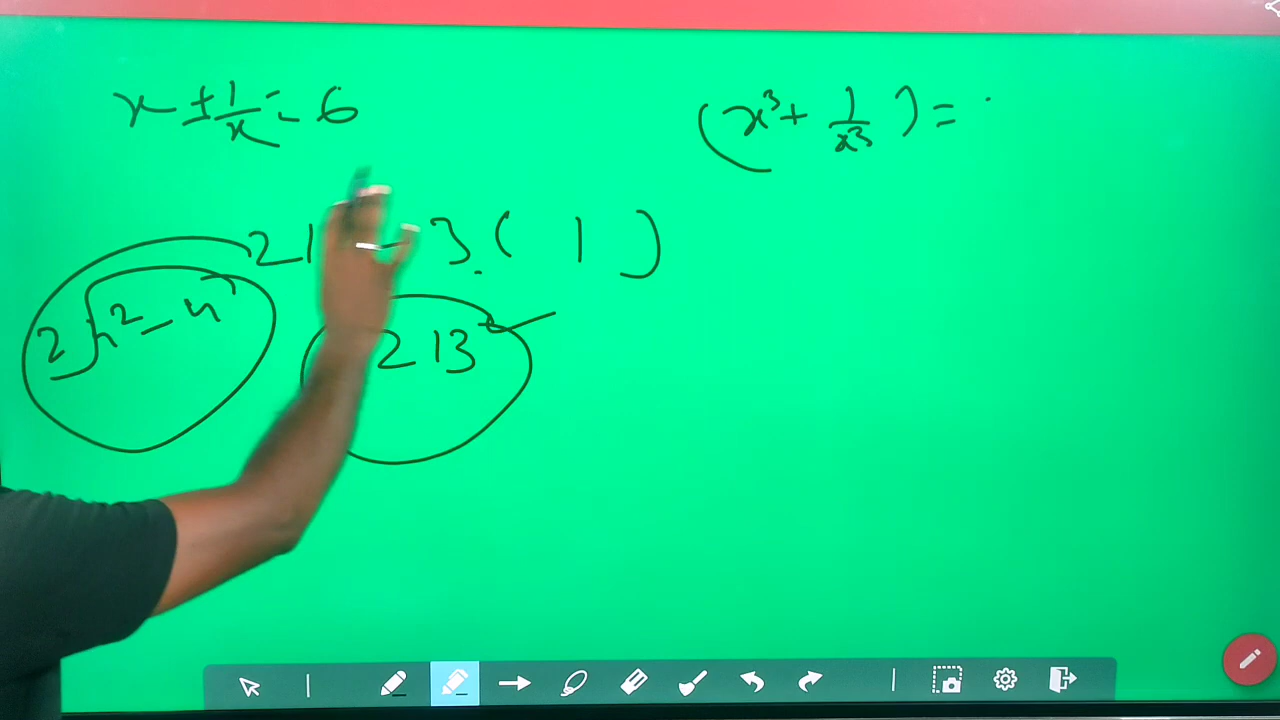 x ± 1/x = 6
(x³ + 1/x³) =
21 - 3 ( 1 )
2√n² - 4
213